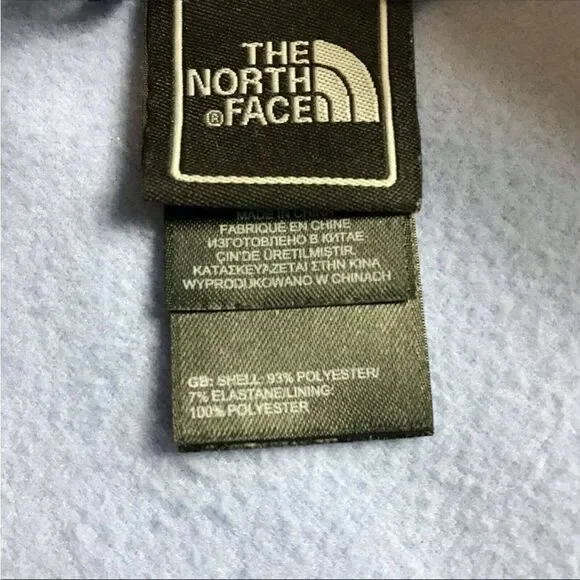 THE
NORTH
® FACE
MADE IN CHINA
FABRIQUE EN CHINE
ИЗГОТОВЛЕНО В КИТАЕ
ÇIN'DE ÜRETILMIŞTIR.
ΚΑΤΑΣΚΕΥΑΖΕΤΑΙ ΣΤΗΝ ΚΙΝΑ
WYPRODUKOWANO W CHINACH
GB: SHELL: 93% POLYESTER/
7% ELASTANE/LINING:
100% POLYESTER